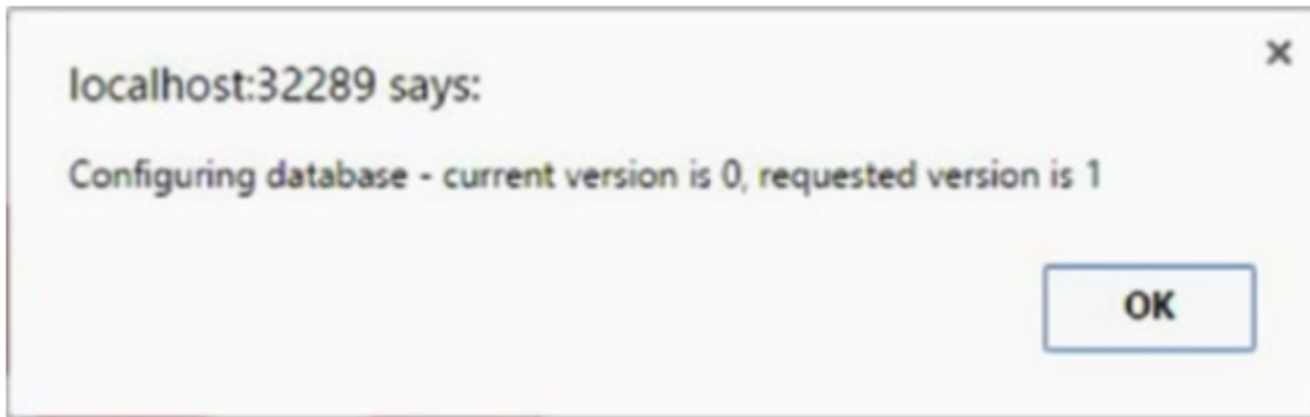 localhost:32289 says:
Configuring database - current version is 0, requested version is 1
OK